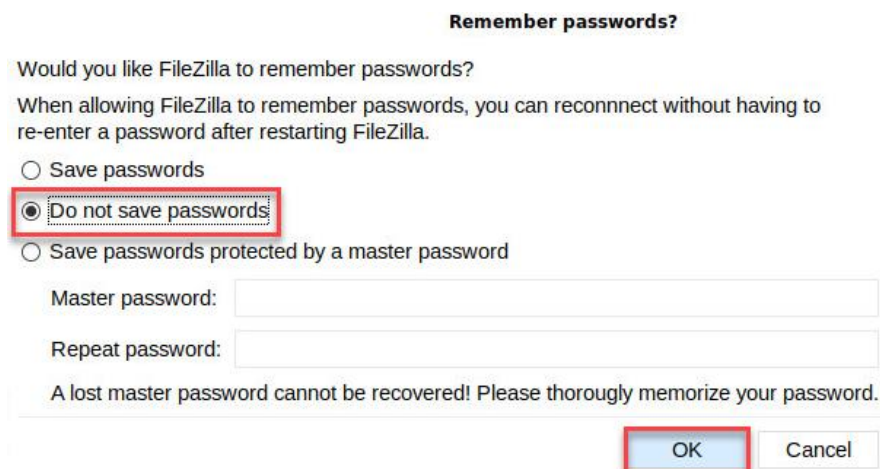 Remember passwords?
Would you like FileZilla to remember passwords?
When allowing FileZilla to remember passwords, you can reconnnect without having to
re-enter a password after restarting FileZilla.
Save passwords
Do not save passwords
Save passwords protected by a master password
Master password:
Repeat password:
A lost master password cannot be recovered! Please thorougly memorize your password.
OK Cancel